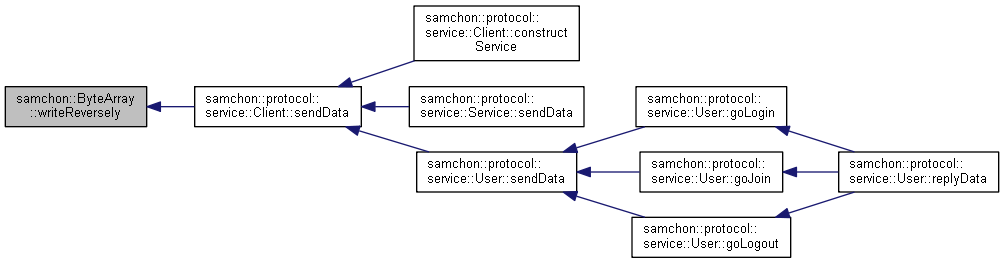 samchon::protocol::
service::Client::construct
Service
samchon::ByteArray
::writeReversely
samchon::protocol::
service::Client::sendData
samchon::protocol::
service::Service::sendData
samchon::protocol::
service::User::sendData
samchon::protocol::
service::User::goLogin
samchon::protocol::
service::User::goJoin
samchon::protocol::
service::User::goLogout
samchon::protocol::
service::User::replyData